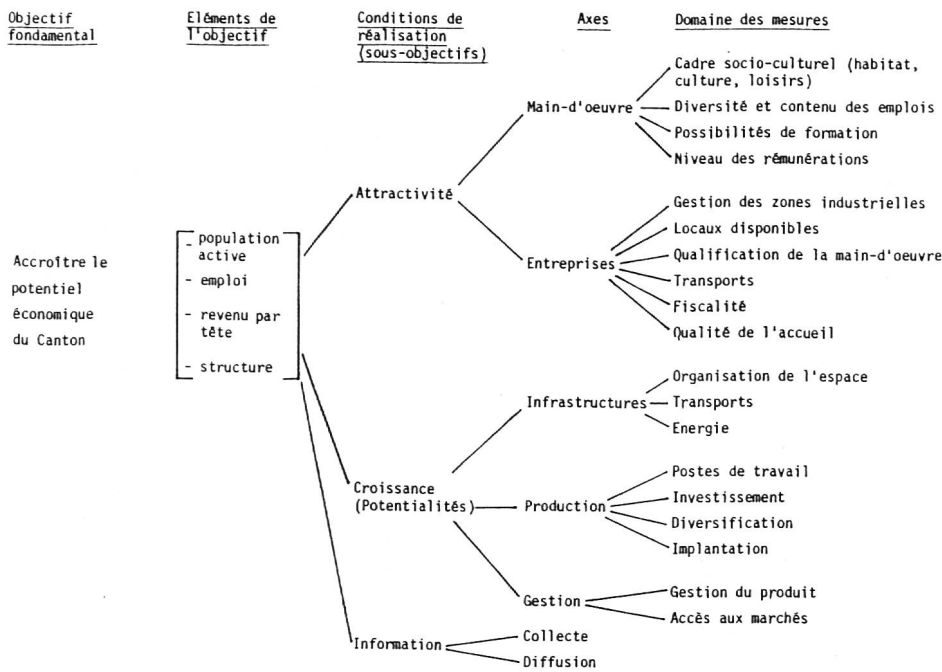 Objectif
fondamental
Eléments de
l'objectif
Conditions de
réalisation
(sous-objectifs)
Axes
Domaine des mesures
Accroître le
potentiel
économique
du Canton
- population
active
- emploi
- revenu par
tête
- structure
Attractivité
Main-d'oeuvre
Cadre socio-culturel (habitat,
culture, loisirs)
Diversité et contenu des emplois
Possibilités de formation
Niveau des rémunérations
Entreprises
Gestion des zones industrielles
Locaux disponibles
Qualification de la main-d'oeuvre
Transports
Fiscalité
Qualité de l'accueil
Croissance
(Potentialités)
Infrastructures
Organisation de l'espace
Transports
Energie
Production
Postes de travail
Investissement
Diversification
Implantation
Gestion
Gestion du produit
Accès aux marchés
Information
Collecte
Diffusion